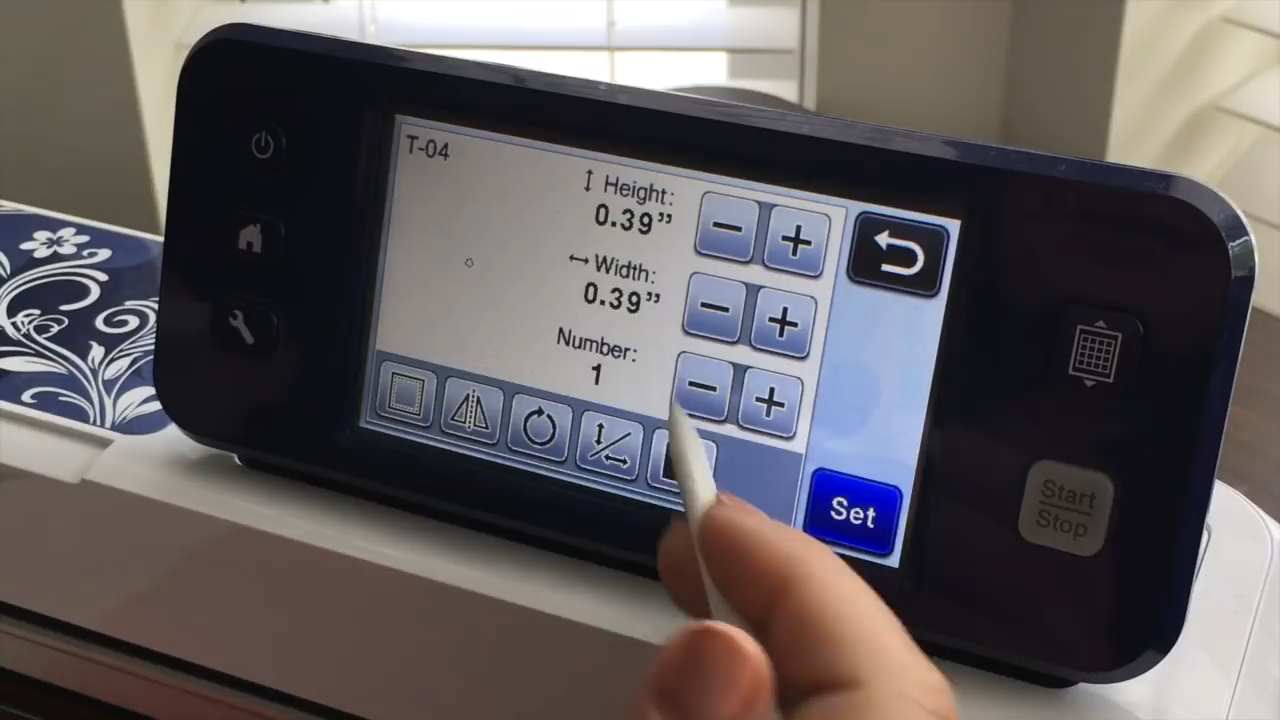 T-04
Height:
0.39”
Width:
0.39”
Number:
1
Set
Start
Stop